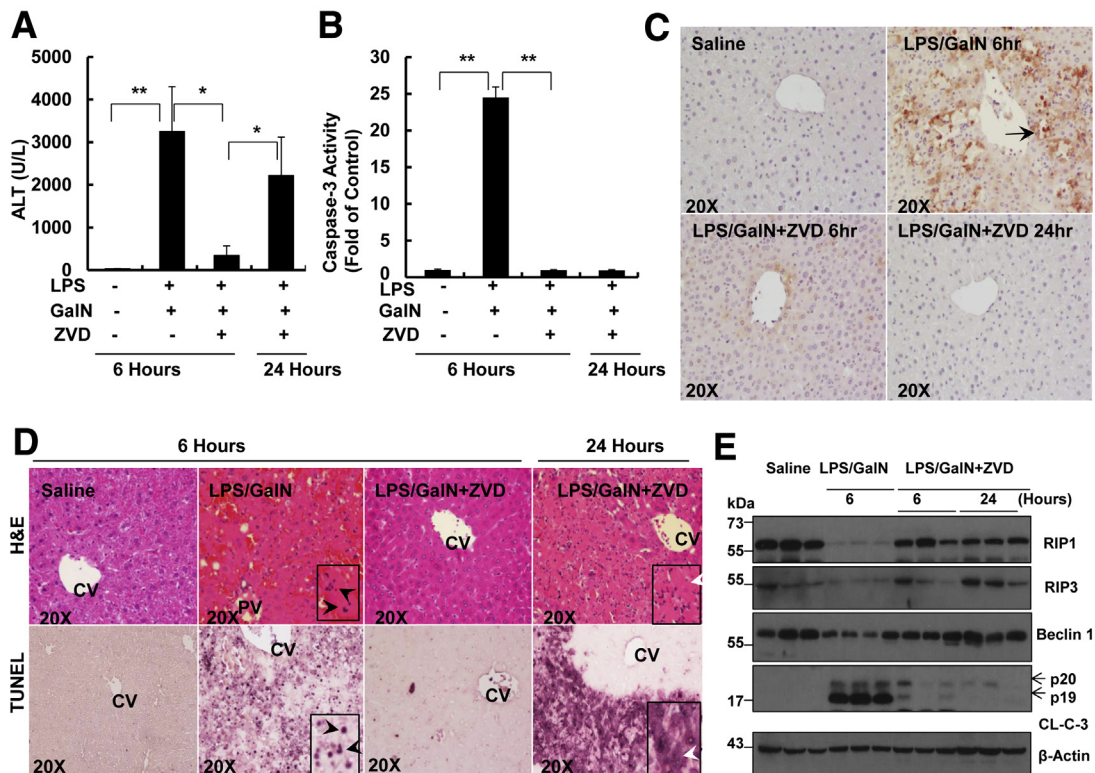 A
5000
4000
3000
2000
1000
0
ALT (U/L)
**
*
*
LPS - + + +
GalN - + + +
ZVD - - + +
6 Hours 24 Hours
B
30
25
20
15
10
5
0
Caspase-3 Activity
(Fold of Control)
**
**
- + + +
- + + +
- - + +
6 Hours 24 Hours
C
Saline
20X
LPS/GalN 6hr
20X
LPS/GalN+ZVD 6hr
20X
LPS/GalN+ZVD 24hr
20X
D
6 Hours 24 Hours
H&E
Saline
CV
20X
LPS/GalN
PV
20X
LPS/GalN+ZVD
CV
20X
LPS/GalN+ZVD
CV
20X
TUNEL
CV
20X
CV
20X
CV
20X
CV
20X
E
Saline LPS/GalN LPS/GalN+ZVD
6 6 24 (Hours)
kDa
73
55
RIP1
55
RIP3
55
Beclin 1
17
p20
p19
CL-C-3
43
β-Actin